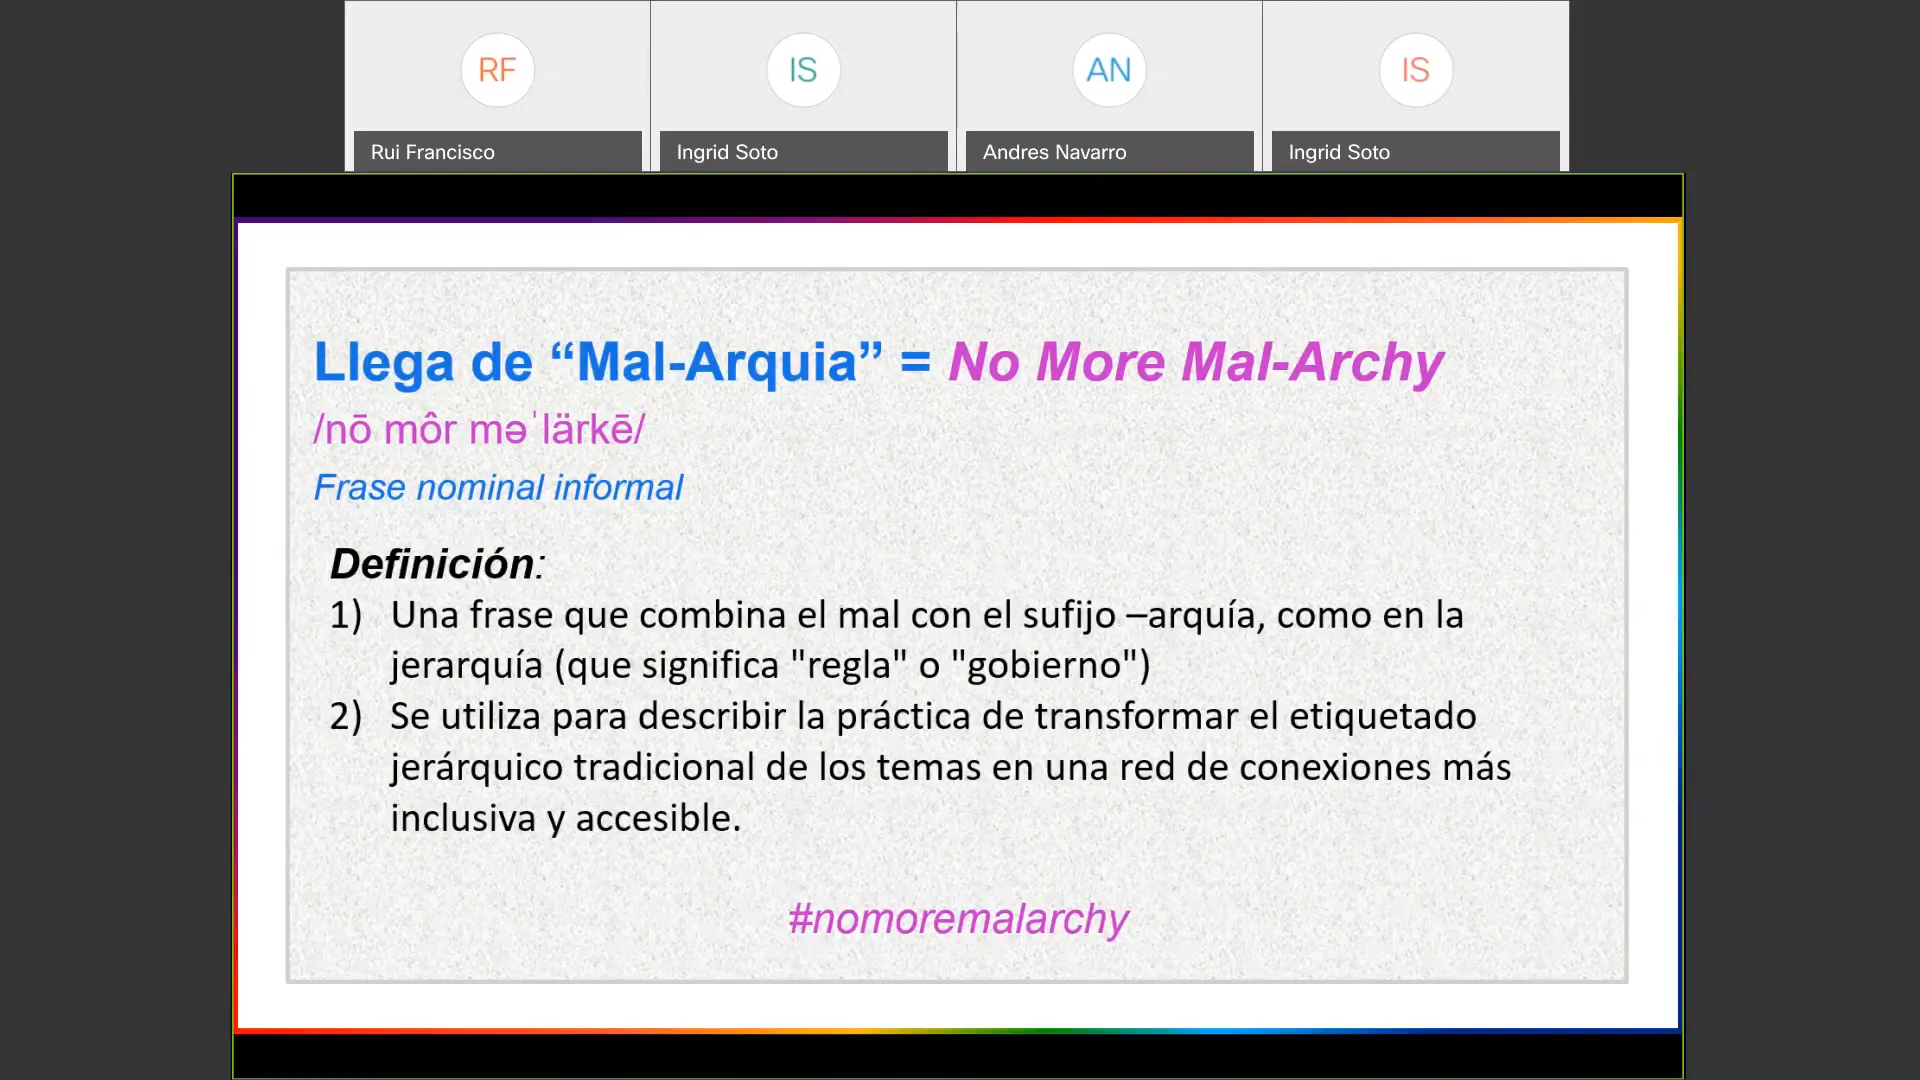 RF
IS
AN
IS
Rui Francisco
Ingrid Soto
Andres Navarro
Ingrid Soto
Llega de “Mal-Arquia” = No More Mal-Archy
/nō môr məˈlärkē/
Frase nominal informal
Definición:
1) Una frase que combina el mal con el sufijo –arquía, como en la
jerarquía (que significa "regla" o "gobierno")
2) Se utiliza para describir la práctica de transformar el etiquetado
jerárquico tradicional de los temas en una red de conexiones más
inclusiva y accesible.
#nomoremalarchy